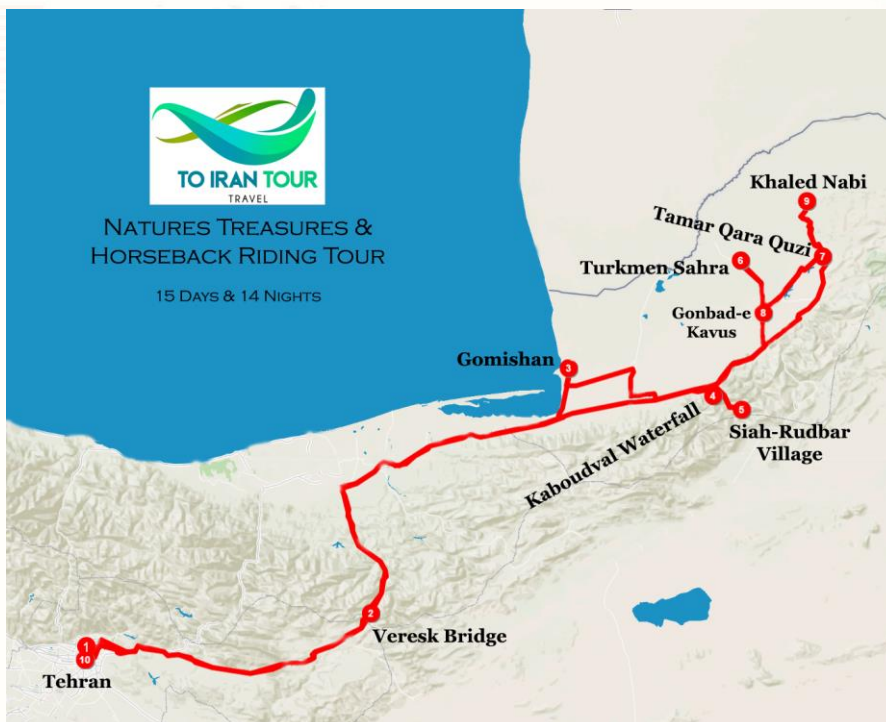 TO IRAN TOUR
TRAVEL
NATURES TREASURES &
HORSEBACK RIDING TOUR
15 DAYS & 14 NIGHTS
Khaled Nabi
9
Tamar Qara Quzi
7
6
Turkmen Sahra
8
Gonbad-e
Kavus
Gomishan
3
4
5
Kaboudval Waterfall
Siah-Rudbar
Village
2
Veresk Bridge
1
10
Tehran